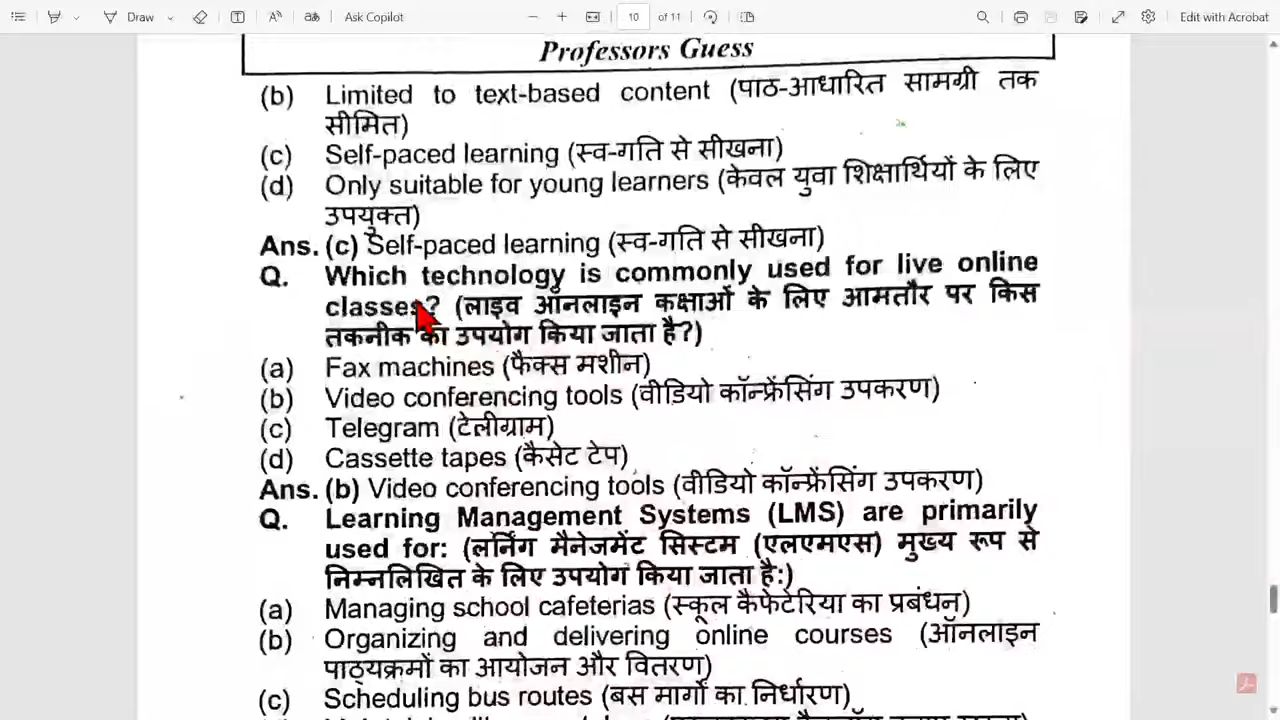 Draw
Ask Copilot
10 of 11
Edit with Acrobat
Professors Guess
(b) Limited to text-based content (पाठ-आधारित सामग्री तक
सीमित)
(c) Self-paced learning (स्व-गति से सीखना)
(d) Only suitable for young learners (केवल युवा शिक्षार्थियों के लिए
उपयुक्त)
Ans. (c) Self-paced learning (स्व-गति से सीखना)
Q. Which technology is commonly used for live online
classes? (लाइव ऑनलाइन कक्षाओं के लिए आमतौर पर किस
तकनीक का उपयोग किया जाता है?)
(a) Fax machines (फैक्स मशीन)
(b) Video conferencing tools (वीडियो कॉन्फ्रेंसिंग उपकरण)
(c) Telegram (टेलीग्राम)
(d) Cassette tapes (कैसेट टेप)
Ans. (b) Video conferencing tools (वीडियो कॉन्फ्रेंसिंग उपकरण)
Q. Learning Management Systems (LMS) are primarily
used for: (लर्निंग मैनेजमेंट सिस्टम (एलएमएस) मुख्य रूप से
निम्नलिखित के लिए उपयोग किया जाता है:)
(a) Managing school cafeterias (स्कूल कैफेटेरिया का प्रबंधन)
(b) Organizing and delivering online courses (ऑनलाइन
पाठ्यक्रमों का आयोजन और वितरण)
(c) Scheduling bus routes (बस मार्गों का निर्धारण)